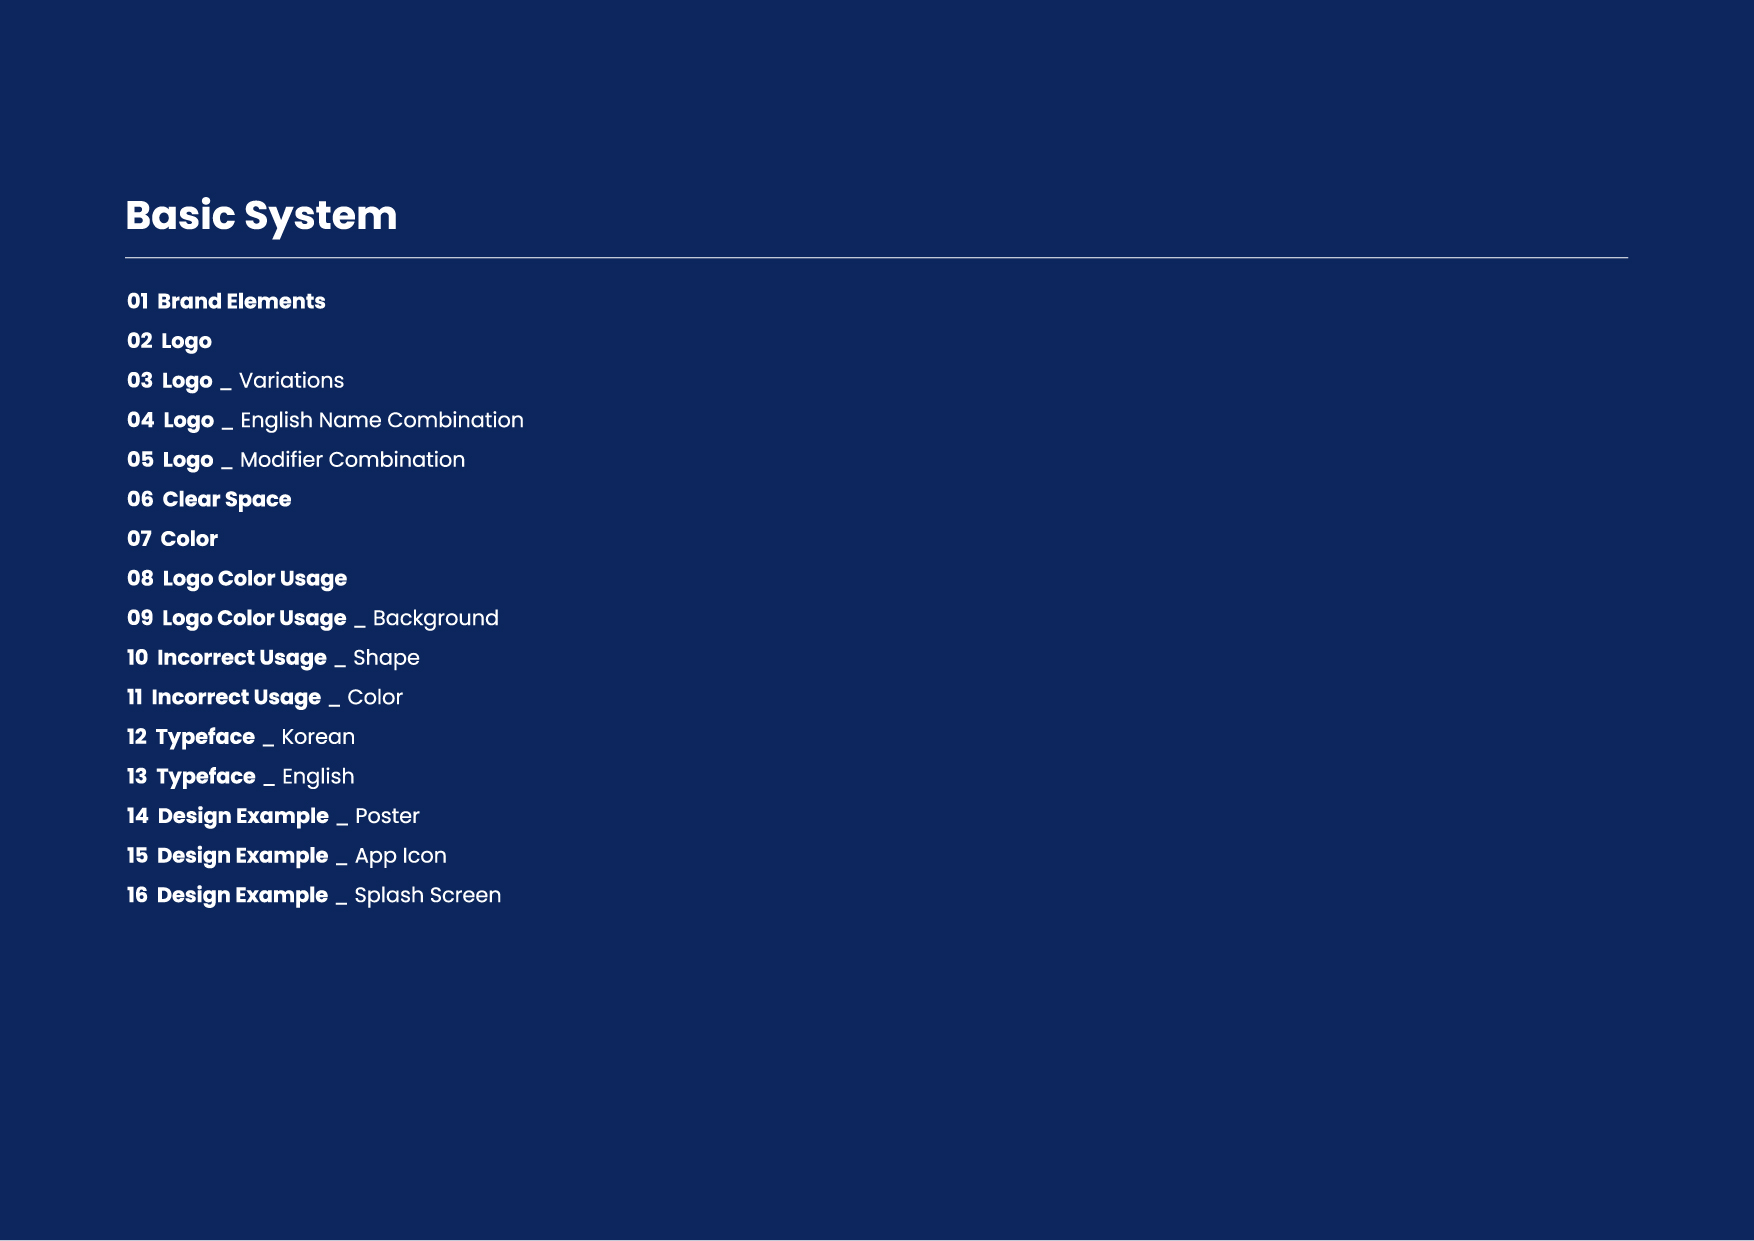 Basic System
01 Brand Elements
02 Logo
03 Logo _ Variations
04 Logo _ English Name Combination
05 Logo _ Modifier Combination
06 Clear Space
07 Color
08 Logo Color Usage
09 Logo Color Usage _ Background
10 Incorrect Usage _ Shape
11 Incorrect Usage _ Color
12 Typeface _ Korean
13 Typeface _ English
14 Design Example _ Poster
15 Design Example _ App Icon
16 Design Example _ Splash Screen